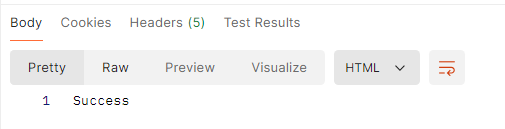 Body Cookies Headers (5) Test Results
Pretty Raw Preview Visualize HTML
1 Success